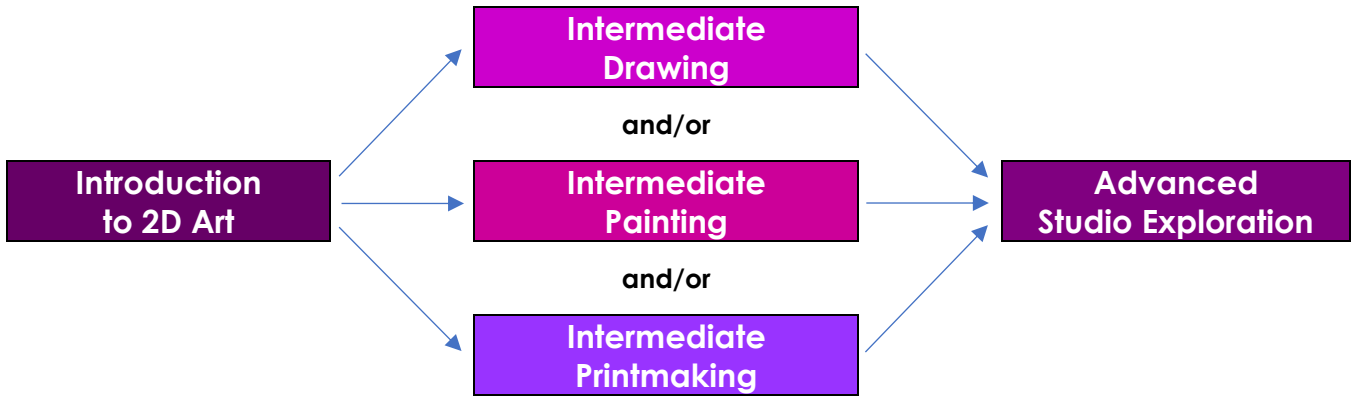 Intermediate
Drawing
and/or
Introduction
to 2D Art
Intermediate
Painting
Advanced
Studio Exploration
and/or
Intermediate
Printmaking